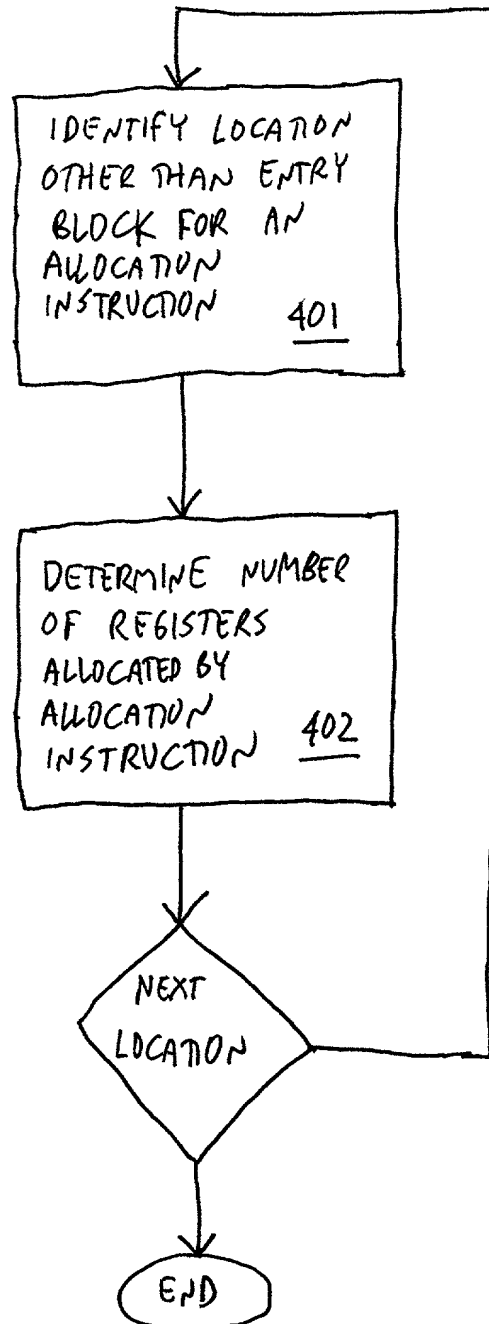 IDENTIFY LOCATION
OTHER THAN ENTRY
BLOCK FOR AN
ALLOCATION
INSTRUCTION 401
DETERMINE NUMBER
OF REGISTERS
ALLOCATED BY
ALLOCATION
INSTRUCTION 402
NEXT
LOCATION
END